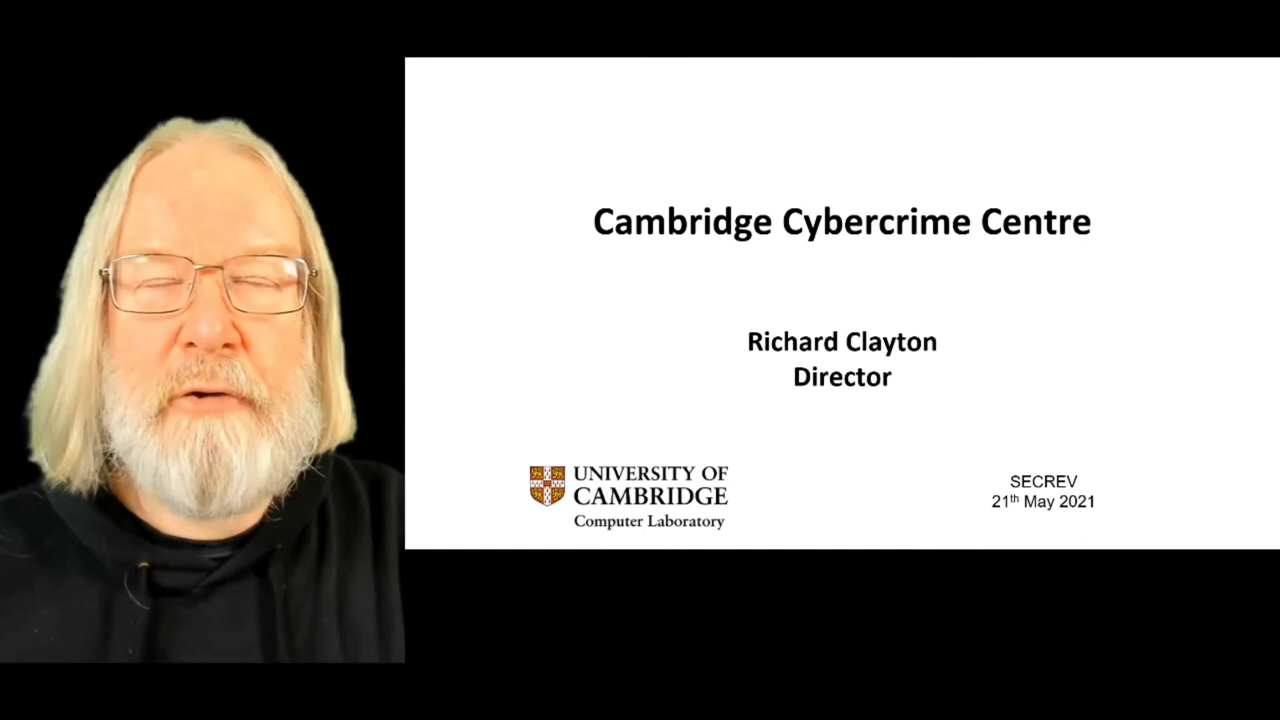 Cambridge Cybercrime Centre
Richard Clayton
Director
UNIVERSITY OF
CAMBRIDGE
Computer Laboratory
SECREV
21th May 2021